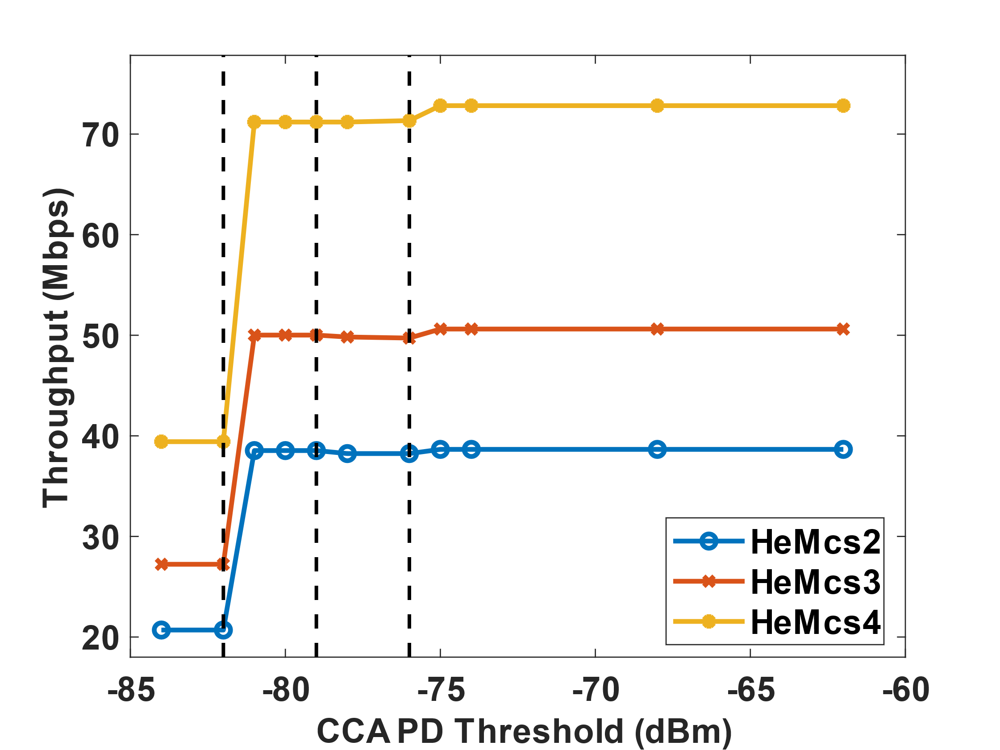 Throughput (Mbps)
70
60
50
40
30
20
-85 -80 -75 -70 -65 -60
CCA PD Threshold (dBm)
HeMcs2
HeMcs3
HeMcs4